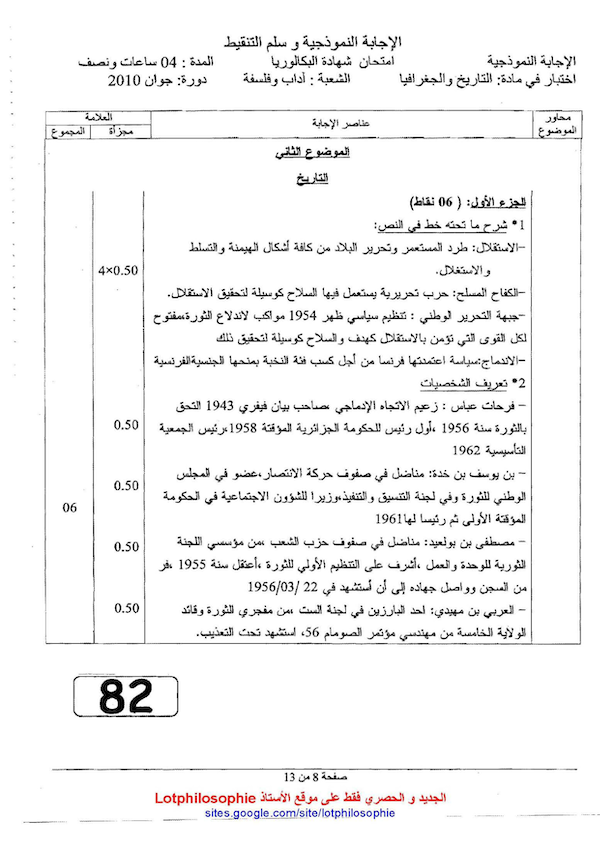 الإجابة النموذجية و سلم التنقيط
الإجابة النموذجية امتحان شهادة البكالوريا المدة : 04 ساعات ونصف
اختبار في مادة: التاريخ والجغرافيا الشعبة : آداب وفلسفة دورة: جوان 2010
محاور الموضوع عناصر الإجابة العلامة
مجزأة المجموع
الموضوع الثاني
التاريخ
الجزء الأول: ( 06 نقاط)
1 * شرح ما تحته خط في النص:
-الاستقلال: طرد المستعمر وتحرير البلاد من كافة أشكال الهيمنة والتسلط
والاستغلال. 4×0.50
-الكفاح المسلح: حرب تحريرية يستعمل فيها السلاح كوسيلة لتحقيق الاستقلال.
-جبهة التحرير الوطني : تنظيم سياسي ظهر 1954 مواكب لاندلاع الثورة،مفتوح
لكل القوى التي تؤمن بالاستقلال كهدف والسلاح كوسيلة لتحقيق ذلك
-الاندماج:سياسة اعتمدتها فرنسا من أجل كسب فئة النخبة بمنحها الجنسيةالفرنسية
2 * تعريف الشخصيات
- فرحات عباس : زعيم الاتجاه الإدماجي ،صاحب بيان فيفري 1943 التحق
بالثورة سنة 1956 ،أول رئيس للحكومة الجزائرية المؤقتة 1958،رئيس الجمعية 0.50
التأسيسية 1962
- بن يوسف بن خدة: مناضل في صفوف حركة الانتصار،عضو في المجلس
الوطني للثورة وفي لجنة التنسيق والتنفيذ،وزيرا للشؤون الاجتماعية في الحكومة 0.50
المؤقتة الأولى ثم رئيسا لها1961 06
- مصطفى بن بولعيد: مناضل في صفوف حزب الشعب ،من مؤسسي اللجنة 0.50
الثورية للوحدة والعمل ،أشرف على التنظيم الأولي للثورة ،أعتقل سنة 1955 ،فر
من السجن وواصل جهاده إلى أن أستشهد في 22 /03/ 1956
- العربي بن مهيدي: احد البارزين في لجنة الست ،من مفجري الثورة وقائد 0.50
الولاية الخامسة من مهندسي مؤتمر الصومام 56، استشهد تحت التعذيب.
82
صفحة 8 من 13
الجديد و الحصري فقط على موقع الأستاذ Lotphilosophie
sites.google.com/site/lotphilosophie